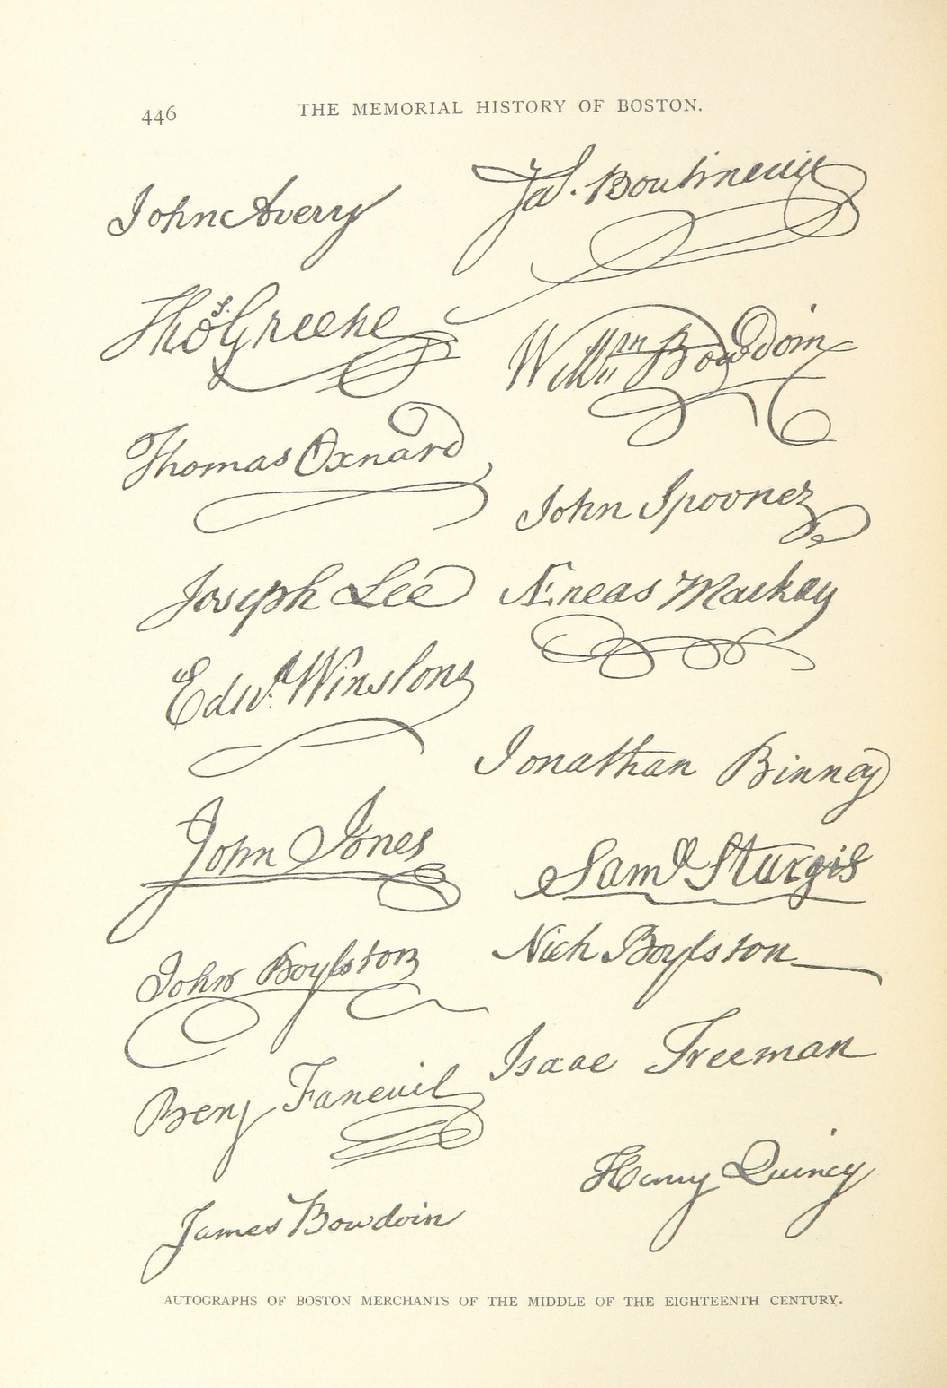 446
THE MEMORIAL HISTORY OF BOSTON.
John Avery
Jas. Boutineau
Thos Greene
Willm Bowdoin
Thomas Oxnard
John Spooner
Joseph Lee
Æneas Mackay
Edwd. Winslow
Jonathan Binney
John Jones
Saml Sturgis
John Boylston
Nich Boylston
Benj Faneuil
Isaac Freeman
Henry Quincy
James Bowdoin
AUTOGRAPHS OF BOSTON MERCHANTS OF THE MIDDLE OF THE EIGHTEENTH CENTURY.